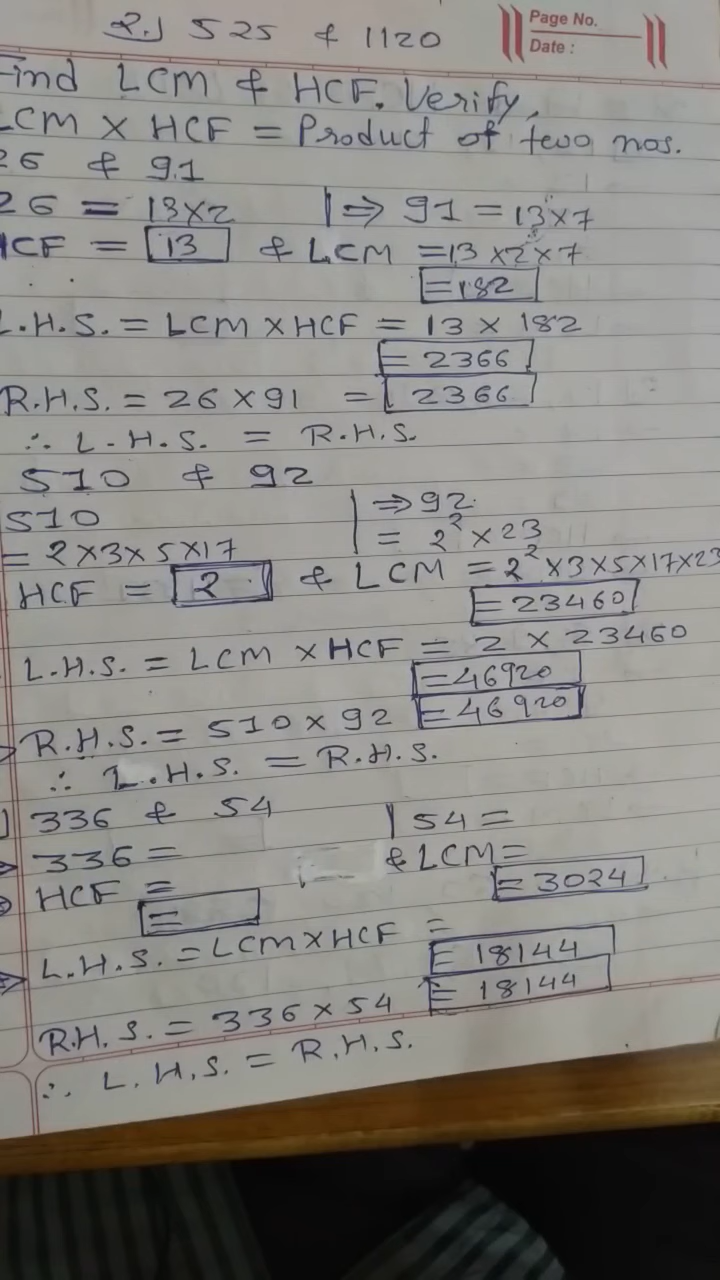 2.) 525 & 1120
Page No.
Date :
Find LCM & HCF. Verify,
LCM X HCF = Product of two nos.
26 & 91
26 = 13×2 | ⇒ 91 = 13×7
HCF = 13 & LCM = 13 × 2 × 7
= 182
L.H.S. = LCM × HCF = 13 × 182
= 2366
R.H.S. = 26 × 91 = 2366
∴ L.H.S. = R.H.S.
510 & 92
510 | ⇒ 92
= 2×3×5×17 | = 2² × 23
HCF = 2 & LCM = 2² ×3×5×17×23
= 23460
L.H.S. = LCM × HCF = 2 × 23460
= 46920
R.H.S. = 510 × 92 = 46920
∴ L.H.S. = R.H.S.
336 & 54 | 54 =
336 = & LCM =
HCF = = 3024
=
L.H.S. = LCM×HCF =
= 18144
R.H.S. = 336 × 54 = 18144
∴ L.H.S. = R.H.S.